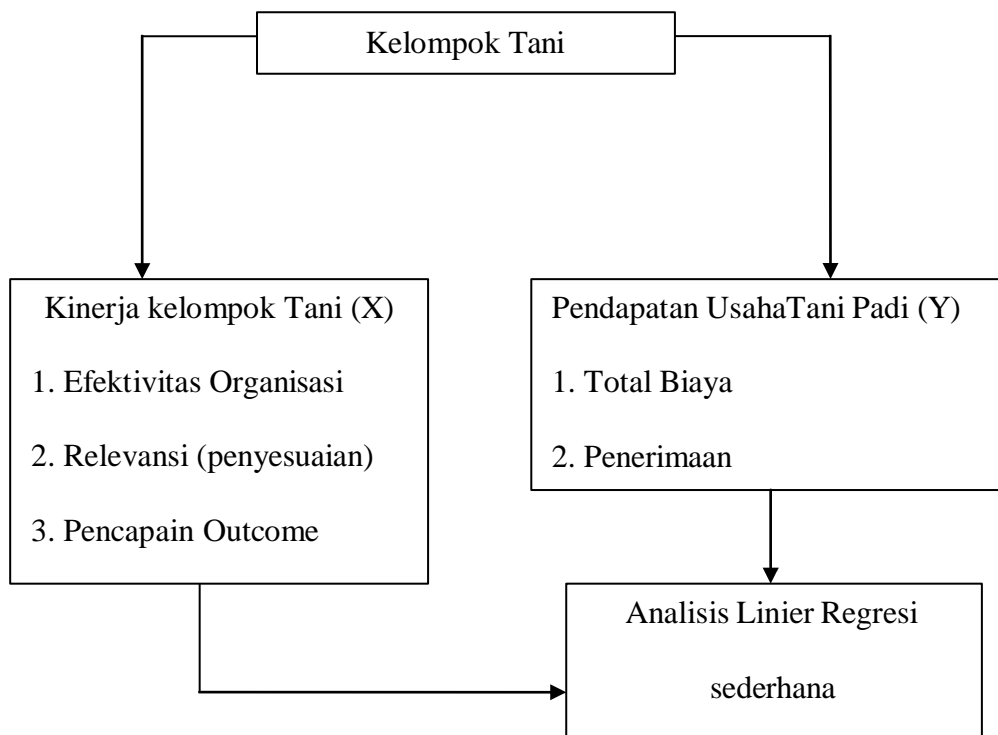 Kelompok Tani
Kinerja kelompok Tani (X)
1. Efektivitas Organisasi
2. Relevansi (penyesuaian)
3. Pencapain Outcome
Pendapatan UsahaTani Padi (Y)
1. Total Biaya
2. Penerimaan
Analisis Linier Regresi
sederhana